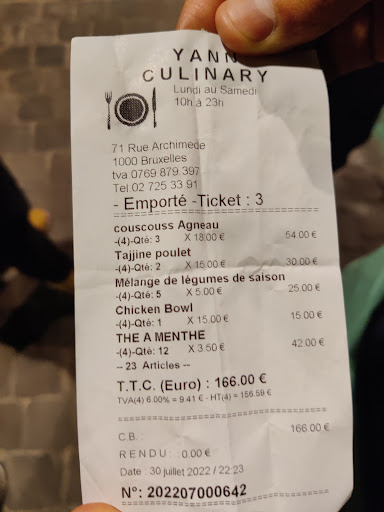 YANN
CULINARY
Lundi au Samedi
10h à 23h
71 Rue Archimede
1000 Bruxelles
tva 0769 879.397
Tel 02 725 33 91
- Emporté -Ticket : 3
couscouss Agneau
-(4)-Qté: 3 X 18.00 € 54.00 €
Tajjine poulet
-(4)-Qté: 2 X 15.00 € 30.00 €
Mélange de légumes de saison
-(4)-Qté: 5 X 5.00 € 25.00 €
Chicken Bowl
-(4)-Qté: 1 X 15.00 € 15.00 €
THE A MENTHE
-(4)-Qté: 12 X 3.50 € 42.00 €
-- 23 Articles --
T.T.C. (Euro) : 166.00 €
TVA(4) 6.00% = 9.41 € - HT(4) = 156.59 €
C.B. : 166.00 €
RENDU : : 0.00 €
Date : 30 juillet 2022 / 22:23
N°: 202207000642